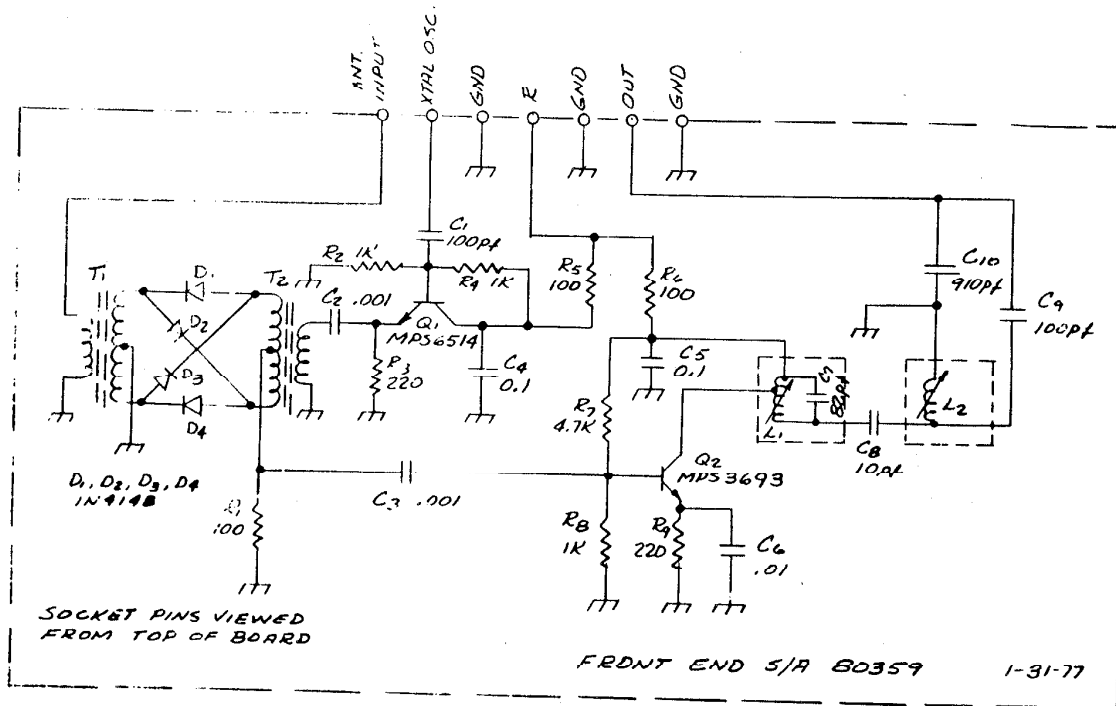 ANT. INPUT
XTAL OSC.
GND
E
GND
OUT
GND
C1
100pf
R2 1K
R4 1K
R5
100
R6
100
C10
910pf
C9
100pf
T1
D1
T2
C2 .001
D2
Q1
MPS6514
R3
220
C4
0.1
C5
0.1
C7
82pf
D3
D4
R7
4.7K
L1
L2
C8
10pf
D1, D2, D3, D4
1N4148
R1
100
C3 .001
Q2
MPS3693
R8
1K
R9
220
C6
.01
SOCKET PINS VIEWED
FROM TOP OF BOARD
FRONT END S/A 80359 1-31-77